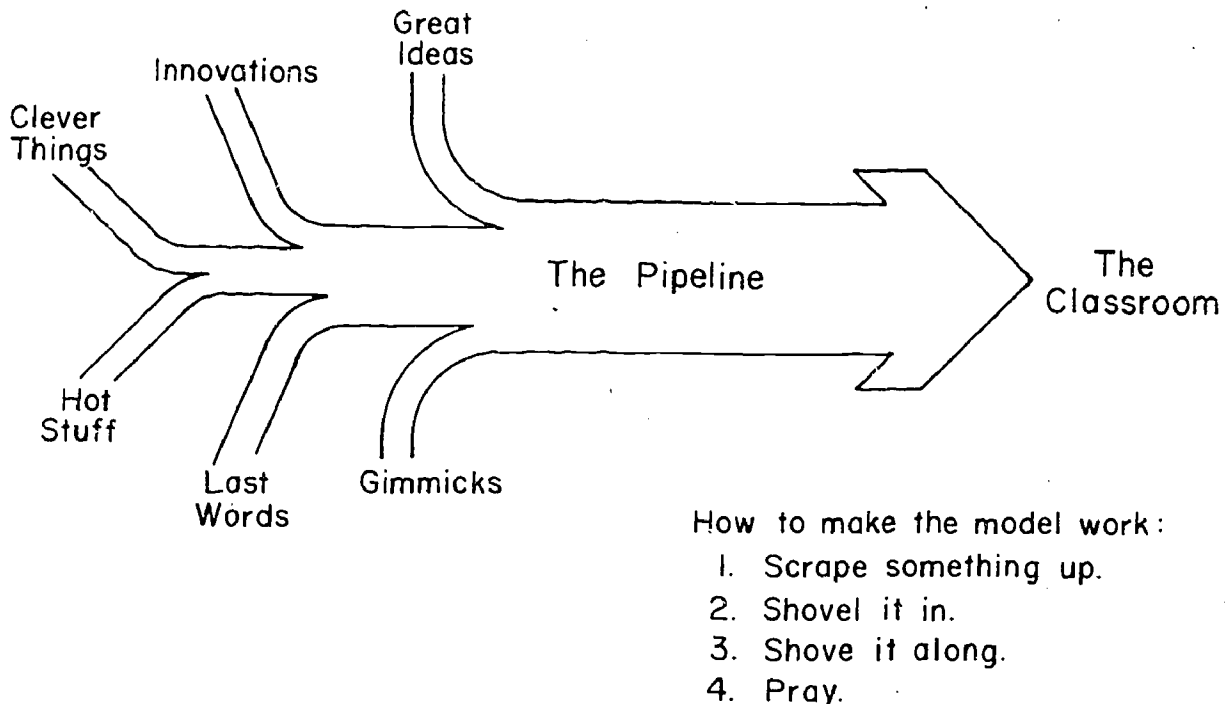 Great
Ideas
Innovations
Clever
Things
The Pipeline
The
Classroom
Hot
Stuff
Last
Words
Gimmicks
How to make the model work:
1. Scrape something up.
2. Shovel it in.
3. Shove it along.
4. Pray.